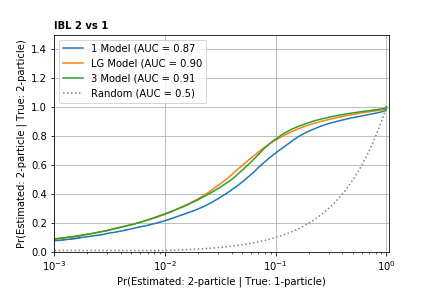 IBL 2 vs 1
Pr(Estimated: 2-particle | True: 2-particle)
1.4
1.2
1.0
0.8
0.6
0.4
0.2
0.0
1 Model (AUC = 0.87
LG Model (AUC = 0.90
3 Model (AUC = 0.91
Random (AUC = 0.5)
10⁻³
10⁻²
10⁻¹
10⁰
Pr(Estimated: 2-particle | True: 1-particle)